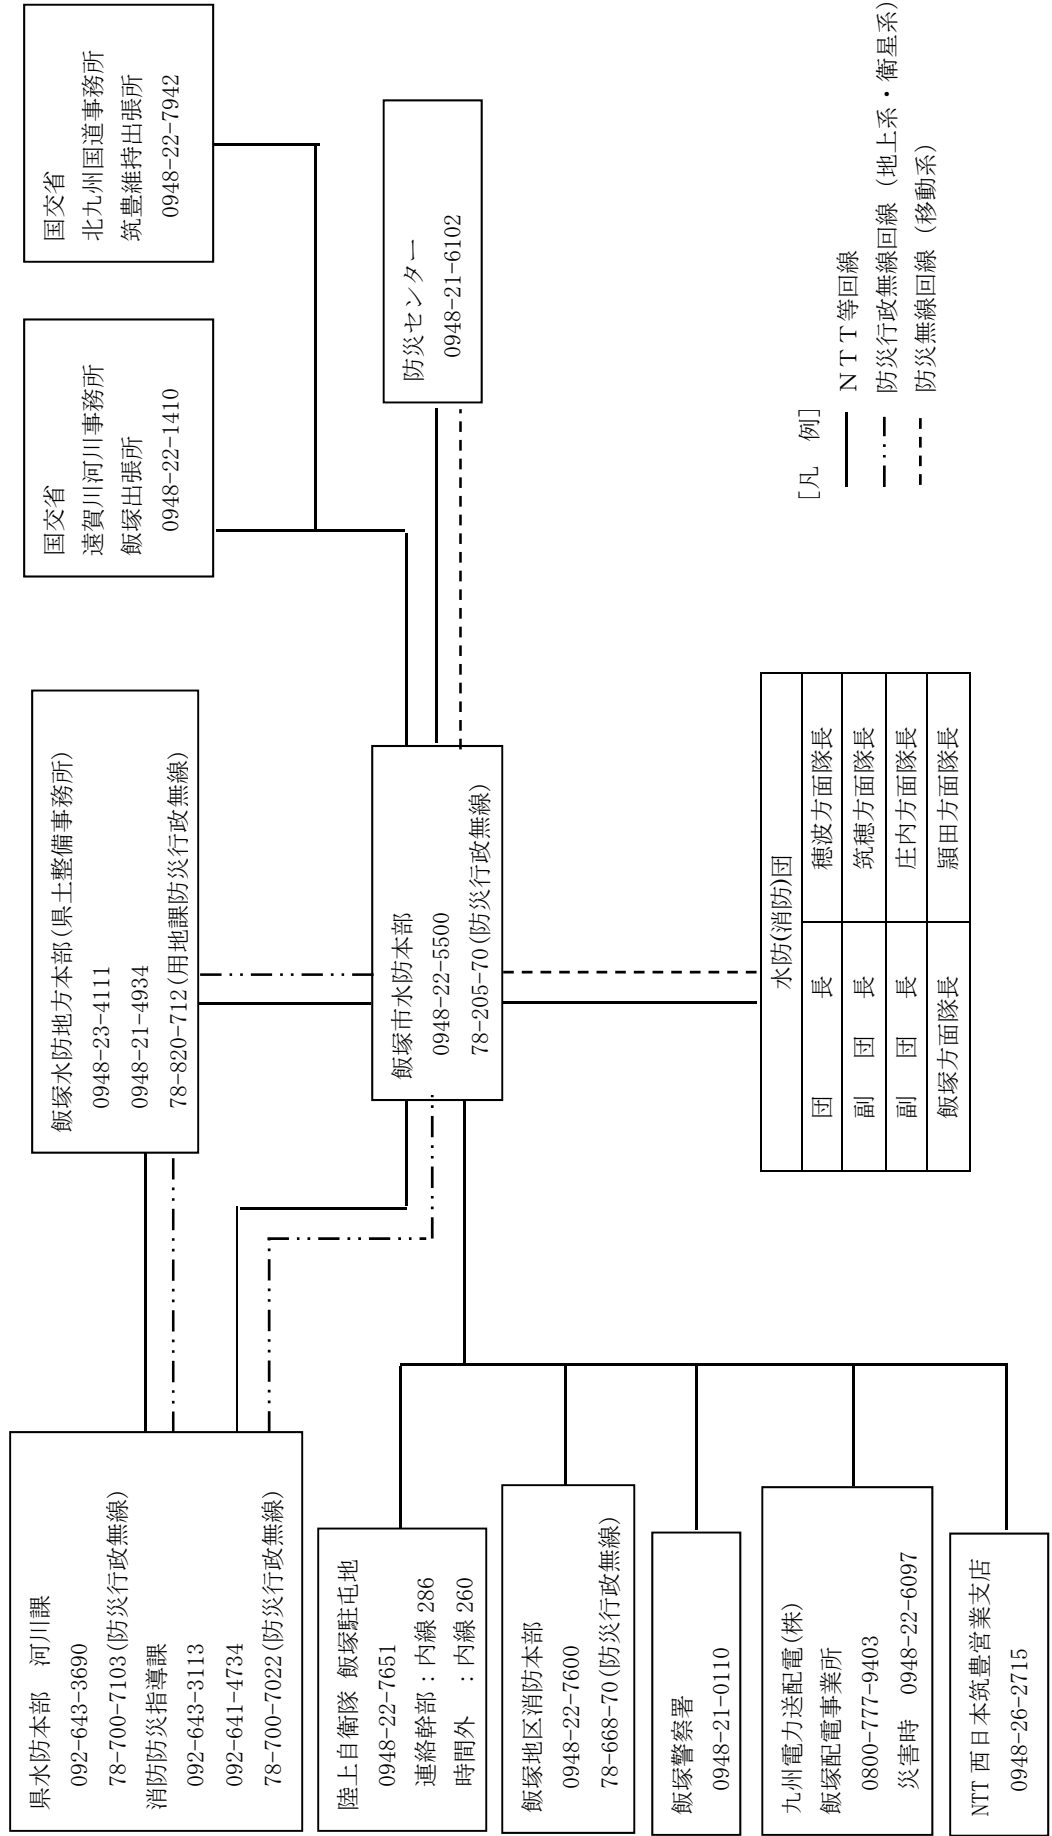 県水防本部　河川課
092-643-3690
78-700-7103(防災行政無線)
消防防災指導課
092-643-3113
092-641-4734
78-700-7022(防災行政無線)
飯塚水防地方本部(県土整備事務所)
0948-23-4111
0948-21-4934
78-820-712(用地課防災行政無線)
国交省
遠賀川河川事務所
飯塚出張所
0948-22-1410
国交省
北九州国道事務所
筑豊維持出張所
0948-22-7942
陸上自衛隊 飯塚駐屯地
0948-22-7651
連絡幹部：内線 286
時間外　：内線 260
飯塚地区消防本部
0948-22-7600
78-668-70(防災行政無線)
飯塚警察署
0948-21-0110
九州電力送配電(株)
飯塚配電事業所
0800-777-9403
災害時　0948-22-6097
NTT 西日本筑豊営業支店
0948-26-2715
飯塚市水防本部
0948-22-5500
78-205-70(防災行政無線)
防災センター
0948-21-6102
水防(消防)団
団　　長　穂波方面隊長
副　団　長　筑穂方面隊長
副　団　長　庄内方面隊長
飯塚方面隊長　頴田方面隊長
［凡　例］
ＮＴＴ等回線
防災行政無線回線（地上系・衛星系）
防災無線回線（移動系）